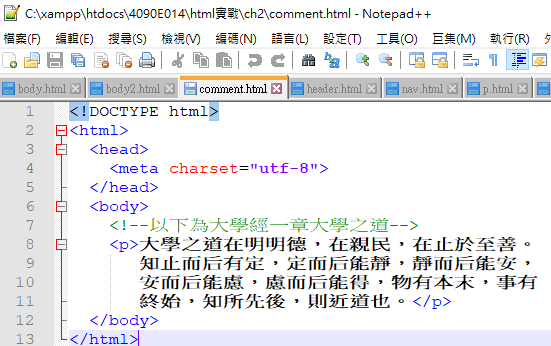 C:\xampp\htdocs\4090E014\html實戰\ch2\comment.html - Notepad++
檔案(F) 編輯(E) 搜尋(S) 檢視(V) 編碼(N) 語言(L) 設定(T) 工具(O) 巨集(M) 執行(R)
body.html body2.html comment.html header.html nav.html p.html
1 <!DOCTYPE html>
2 <html>
3 <head>
4 <meta charset="utf-8">
5 </head>
6 <body>
7 <!--以下為大學經一章大學之道-->
8 <p>大學之道在明明德，在親民，在止於至善。
9 知止而后有定，定而后能靜，靜而后能安，
10 安而后能慮，慮而后能得，物有本末，事有
11 終始，知所先後，則近道也。</p>
12 </body>
13 </html>